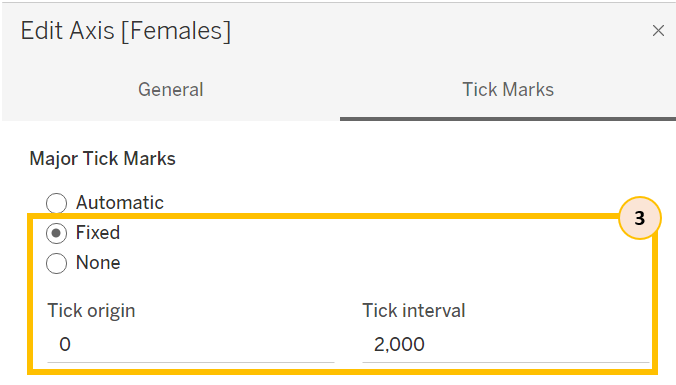 Edit Axis [Females] ×
General Tick Marks
Major Tick Marks
Automatic
3
Fixed
None
Tick origin Tick interval
0 2,000